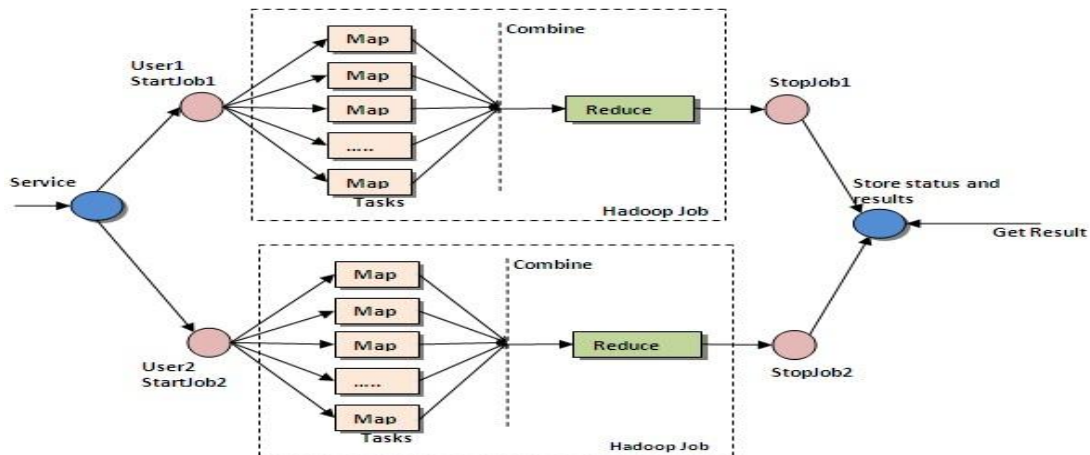 Service
User1
StartJob1
Map
Map
Map
.....
Map
Tasks
Combine
Reduce
Hadoop Job
StopJob1
User2
StartJob2
Map
Map
Map
.....
Map
Tasks
Combine
Reduce
Hadoop Job
StopJob2
Store status and
results
Get Result